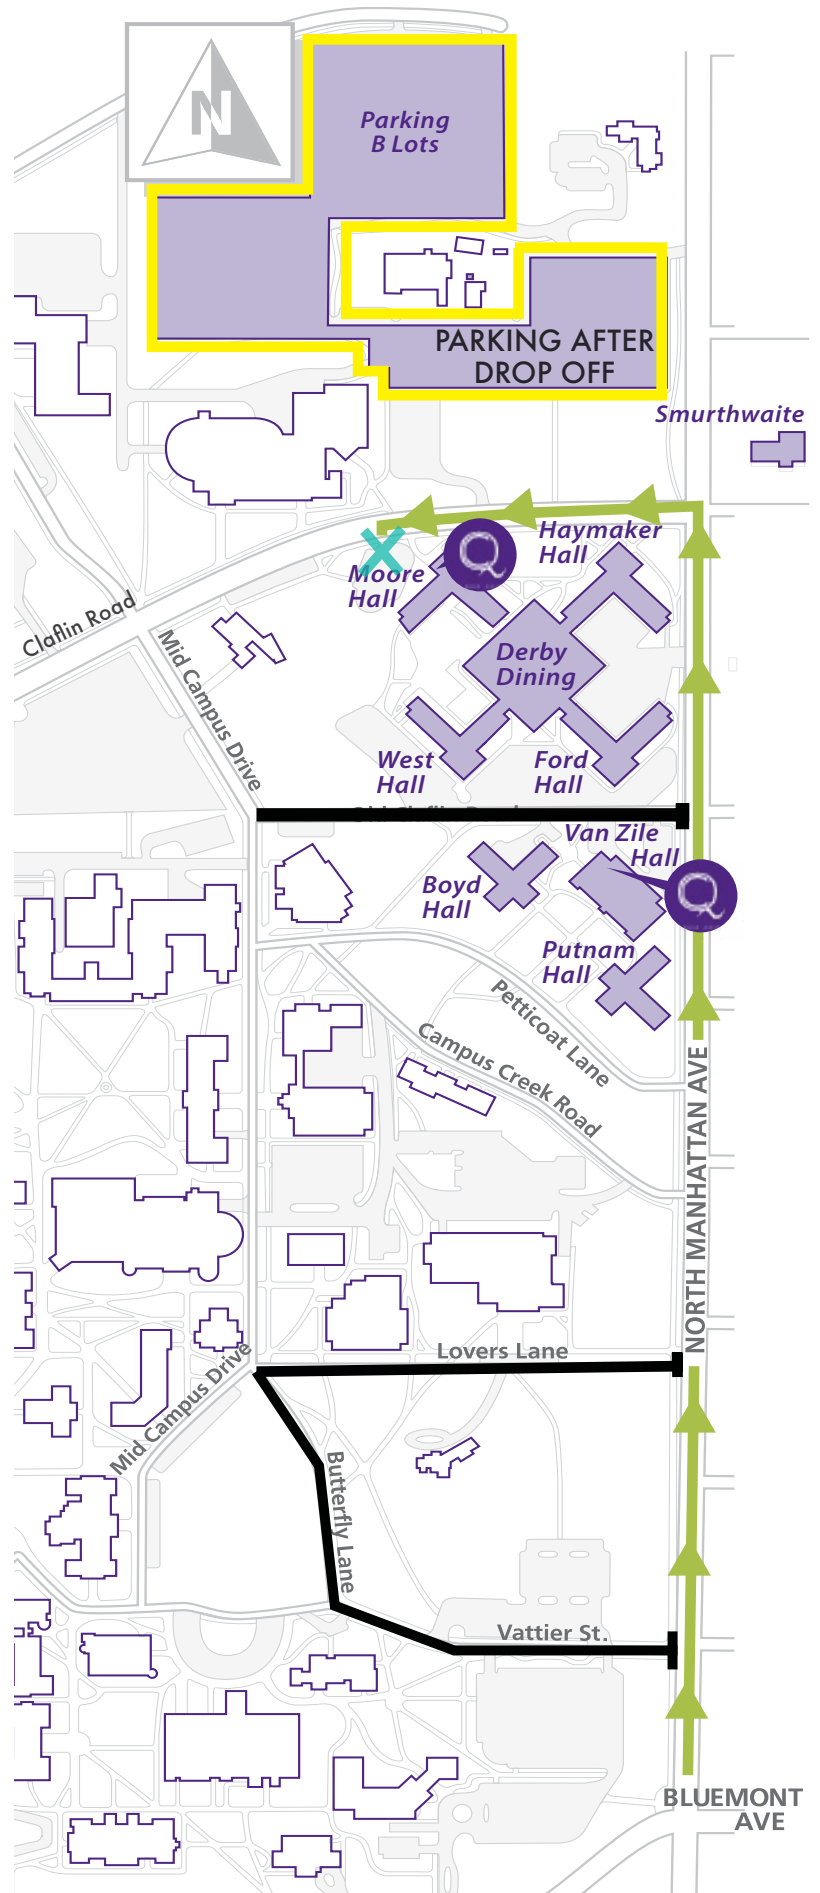 N
Parking
B Lots
PARKING AFTER
DROP OFF
Smurthwaite
Haymaker
Hall
Q
Moore
Hall
Claflin Road
Mid Campus Drive
Derby
Dining
West
Hall
Ford
Hall
Van Zile
Hall
Boyd
Hall
Q
Putnam
Hall
Petticoat Lane
Campus Creek Road
NORTH MANHATTAN AVE
Lovers Lane
Mid Campus Drive
Butterfly Lane
Vattier St.
BLUEMONT
AVE